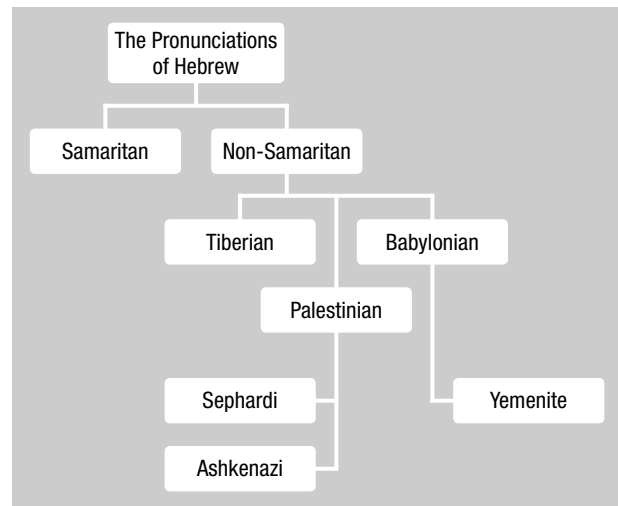 The Pronunciations
of Hebrew
Samaritan
Non-Samaritan
Tiberian
Babylonian
Palestinian
Sephardi
Yemenite
Ashkenazi